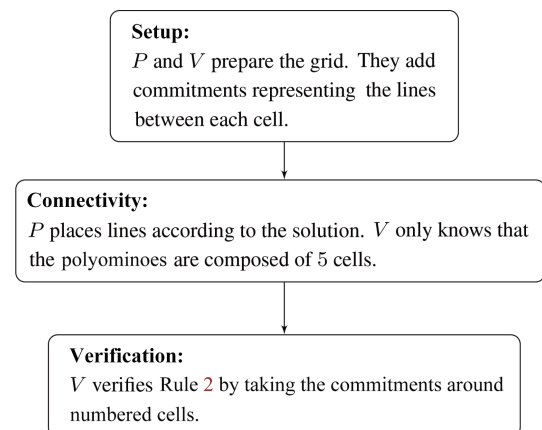 Setup:
P and V prepare the grid. They add
commitments representing the lines
between each cell.
Connectivity:
P places lines according to the solution. V only knows that
the polyominoes are composed of 5 cells.
Verification:
V verifies Rule 2 by taking the commitments around
numbered cells.